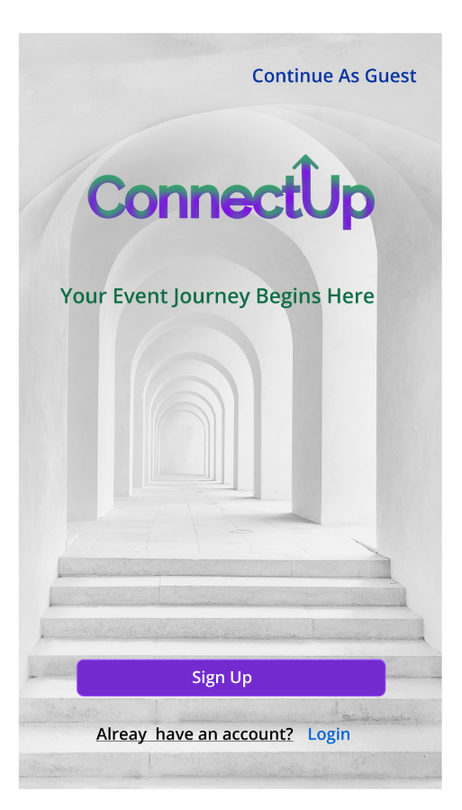 Continue As Guest
ConnectUp
Your Event Journey Begins Here
Sign Up
Alreay  have an account? Login